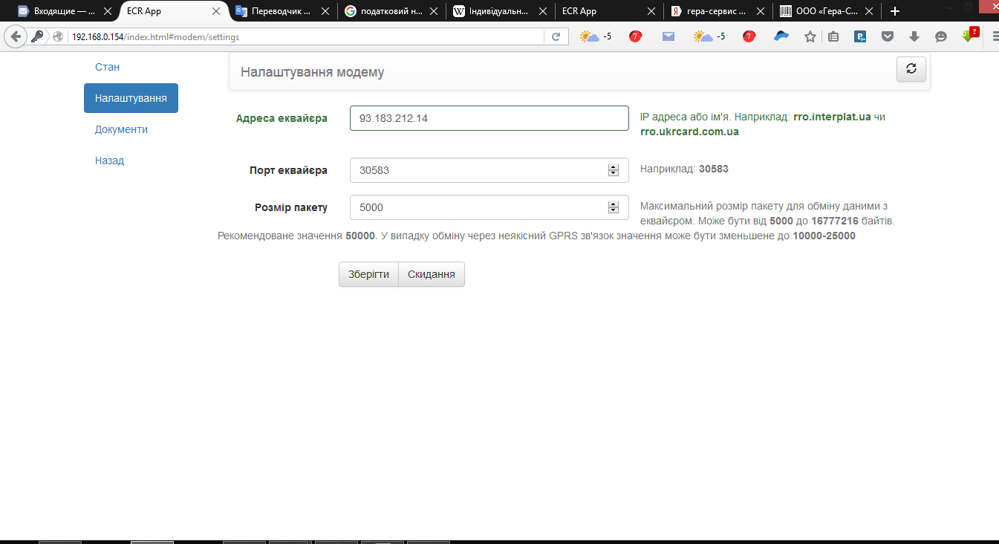 Входящие — ...
ECR App
Переводчик ...
податковий н...
Індивідуальн...
ECR App
гера-сервис ...
ООО «Гера-С...
192.168.0.154/index.html#modem/settings
-5
7
-5
7
?
Стан
Налаштування
Документи
Назад
Налаштування модему
Адреса еквайєра
93.183.212.14
IP адреса або ім'я. Наприклад: rro.interplat.ua чи
rro.ukrcard.com.ua
Порт еквайєра
30583
Наприклад: 30583
Розмір пакету
5000
Максимальний розмір пакету для обміну даними з
еквайєром. Може бути від 5000 до 16777216 байтів.
Рекомендоване значення 50000. У випадку обміну через неякісний GPRS зв'язок значення може бути зменшене до 10000-25000
Зберігти
Скидання